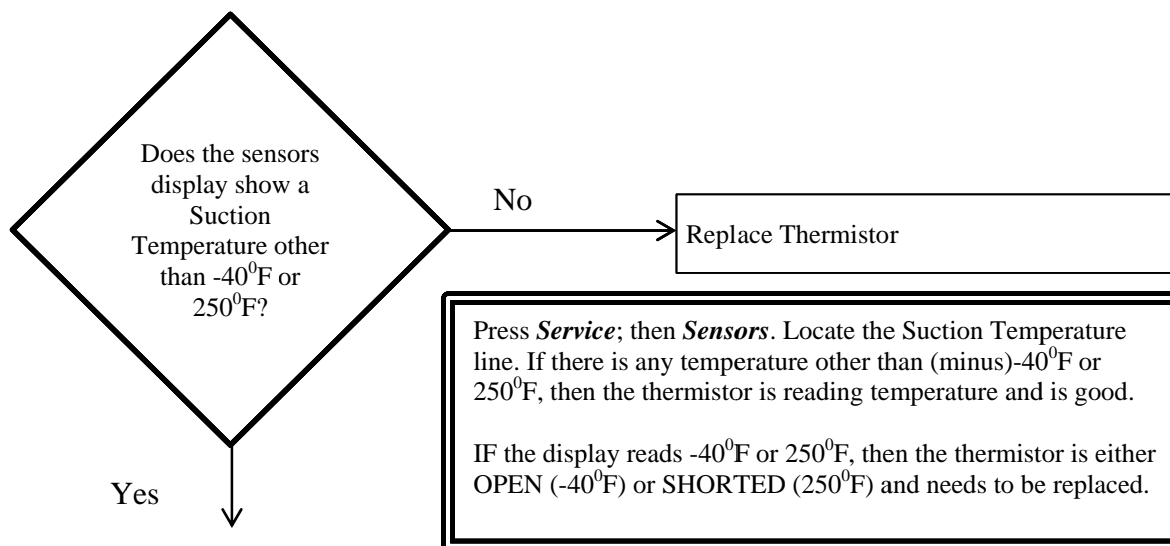 Does the sensors
display show a
Suction
Temperature other
than -40⁰F or
250⁰F?
No
Replace Thermistor
Press Service; then Sensors. Locate the Suction Temperature
line. If there is any temperature other than (minus)-40⁰F or
250⁰F, then the thermistor is reading temperature and is good.
IF the display reads -40⁰F or 250⁰F, then the thermistor is either
OPEN (-40⁰F) or SHORTED (250⁰F) and needs to be replaced.
Yes